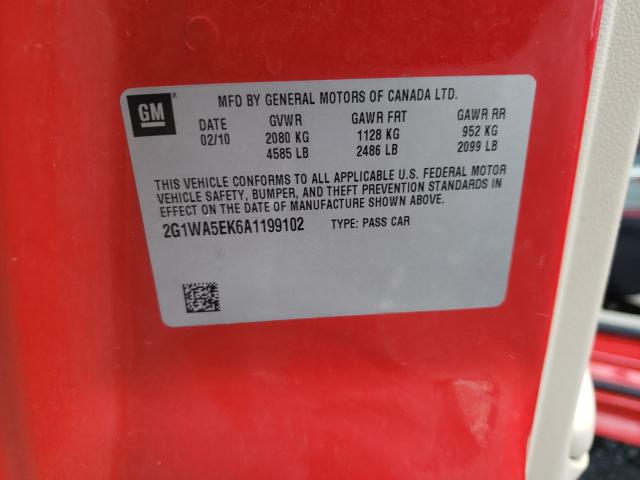 GM ®
MFD BY GENERAL MOTORS OF CANADA LTD.
DATE GVWR GAWR FRT GAWR RR
02/10 2080 KG 1128 KG 952 KG
4585 LB 2486 LB 2099 LB
THIS VEHICLE CONFORMS TO ALL APPLICABLE U.S. FEDERAL MOTOR
VEHICLE SAFETY, BUMPER, AND THEFT PREVENTION STANDARDS IN
EFFECT ON THE DATE OF MANUFACTURE SHOWN ABOVE.
2G1WA5EK6A1199102 TYPE: PASS CAR